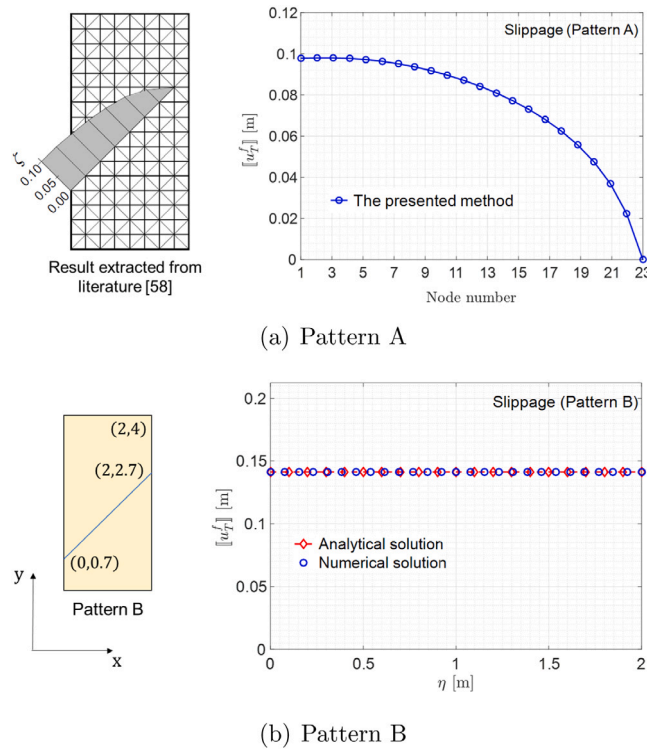 ζ
0.10
0.05
0.00
Result extracted from
literature [58]
0.12
0.1
0.08
0.06
0.04
0.02
0
⟦u_T^f⟧ [m]
Slippage (Pattern A)
The presented method
1 3 5 7 9 11 13 15 17 19 21 23
Node number
(a) Pattern A
(2,4)
(2,2.7)
(0,0.7)
y
Pattern B
x
0.2
0.15
0.1
0.05
0
⟦u_T^f⟧ [m]
Slippage (Pattern B)
Analytical solution
Numerical solution
0 0.5 1 1.5 2
η [m]
(b) Pattern B